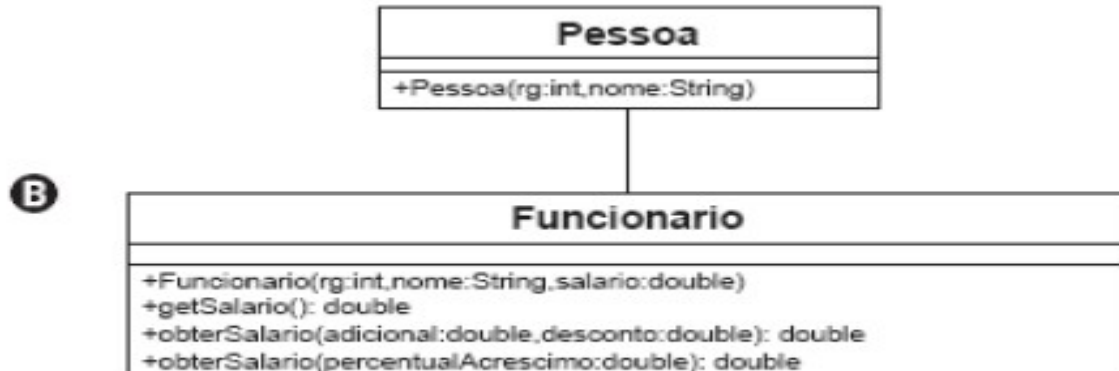 Pessoa
+Pessoa(rg:int,nome:String)
B
Funcionario
+Funcionario(rg:int,nome:String,salario:double)
+getSalario(): double
+obterSalario(adicional:double,desconto:double): double
+obterSalario(percentualAcrescimo:double): double